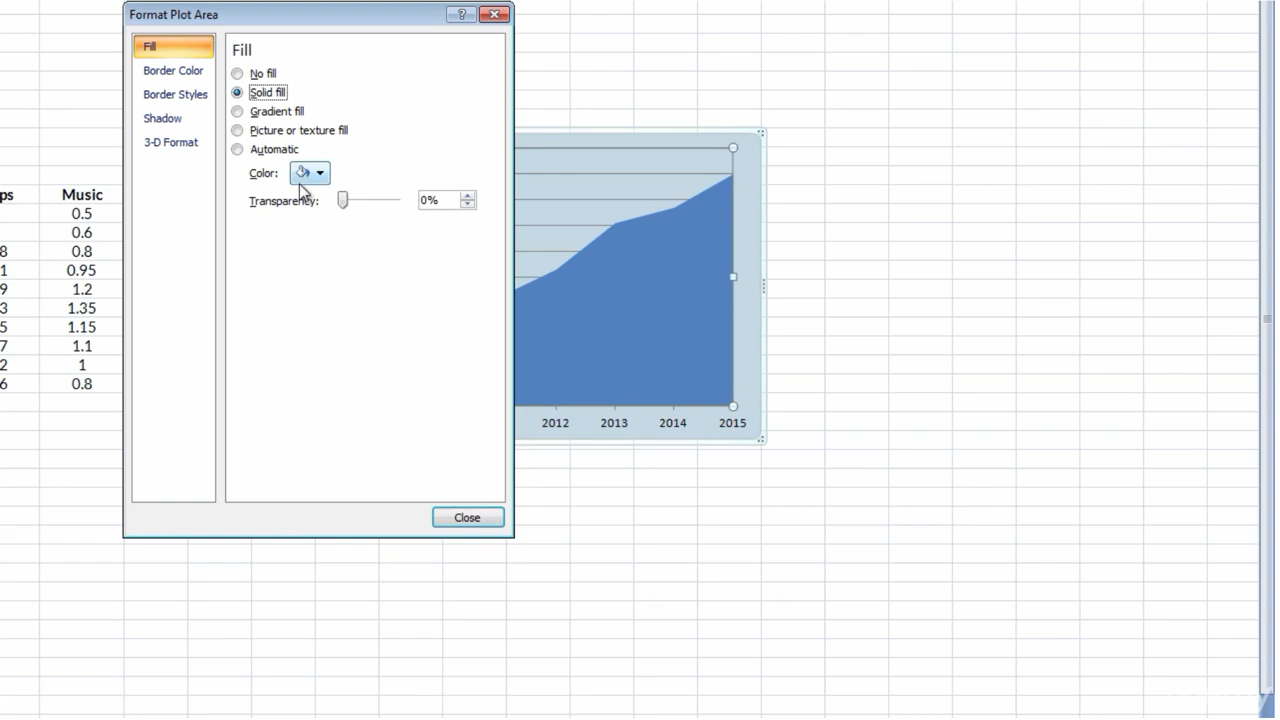 Format Plot Area
?
Fill
Border Color
Border Styles
Shadow
3-D Format
Fill
No fill
Solid fill
Gradient fill
Picture or texture fill
Automatic
Color:
Transparency: 0%
Close
ps Music
0.5
0.6
8 0.8
1 0.95
9 1.2
3 1.35
5 1.15
7 1.1
2 1
6 0.8
2012 2013 2014 2015